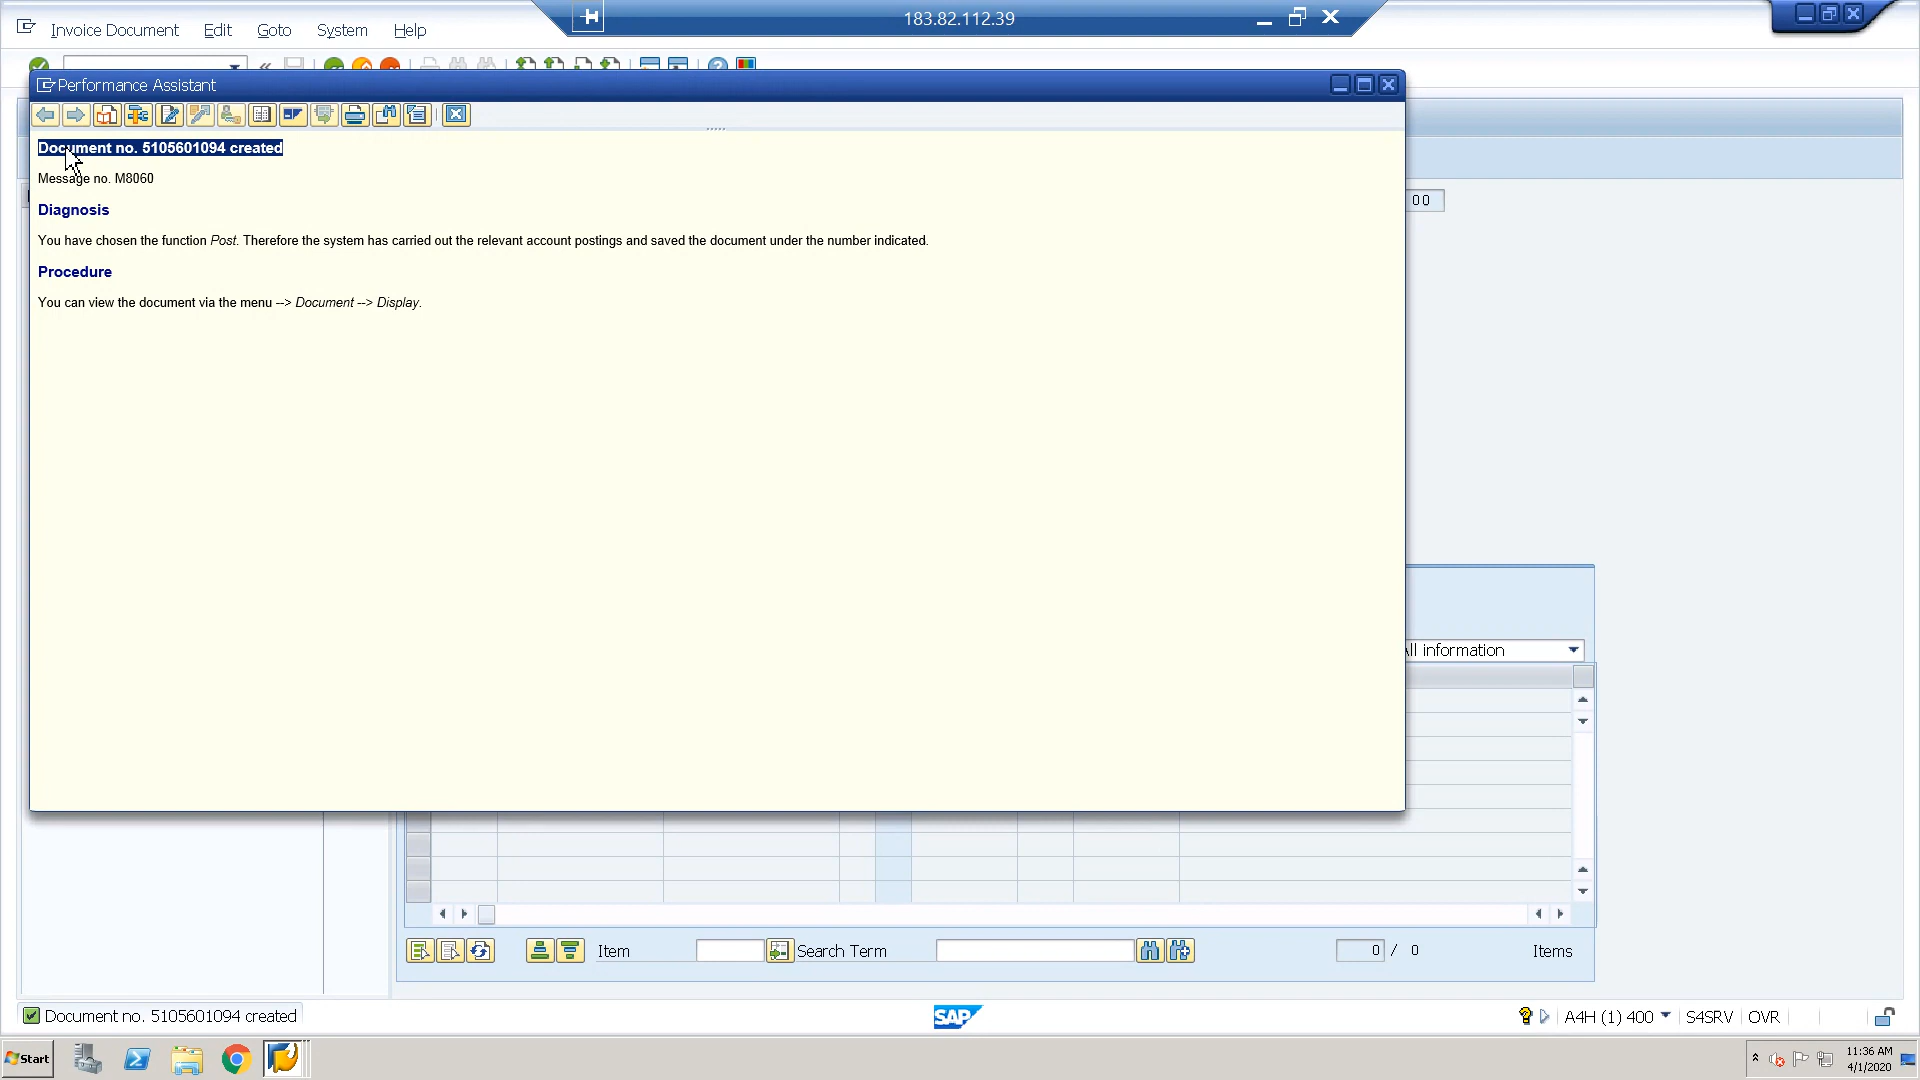 183.82.112.39
Invoice Document Edit Goto System Help
Performance Assistant
Document no. 5105601094 created
Message no. M8060
Diagnosis
You have chosen the function Post. Therefore the system has carried out the relevant account postings and saved the document under the number indicated.
Procedure
You can view the document via the menu --> Document --> Display.
00
All information
Item Search Term 0 / 0 Items
Document no. 5105601094 created
SAP
A4H (1) 400 S4SRV OVR
Start
11:36 AM
4/1/2020